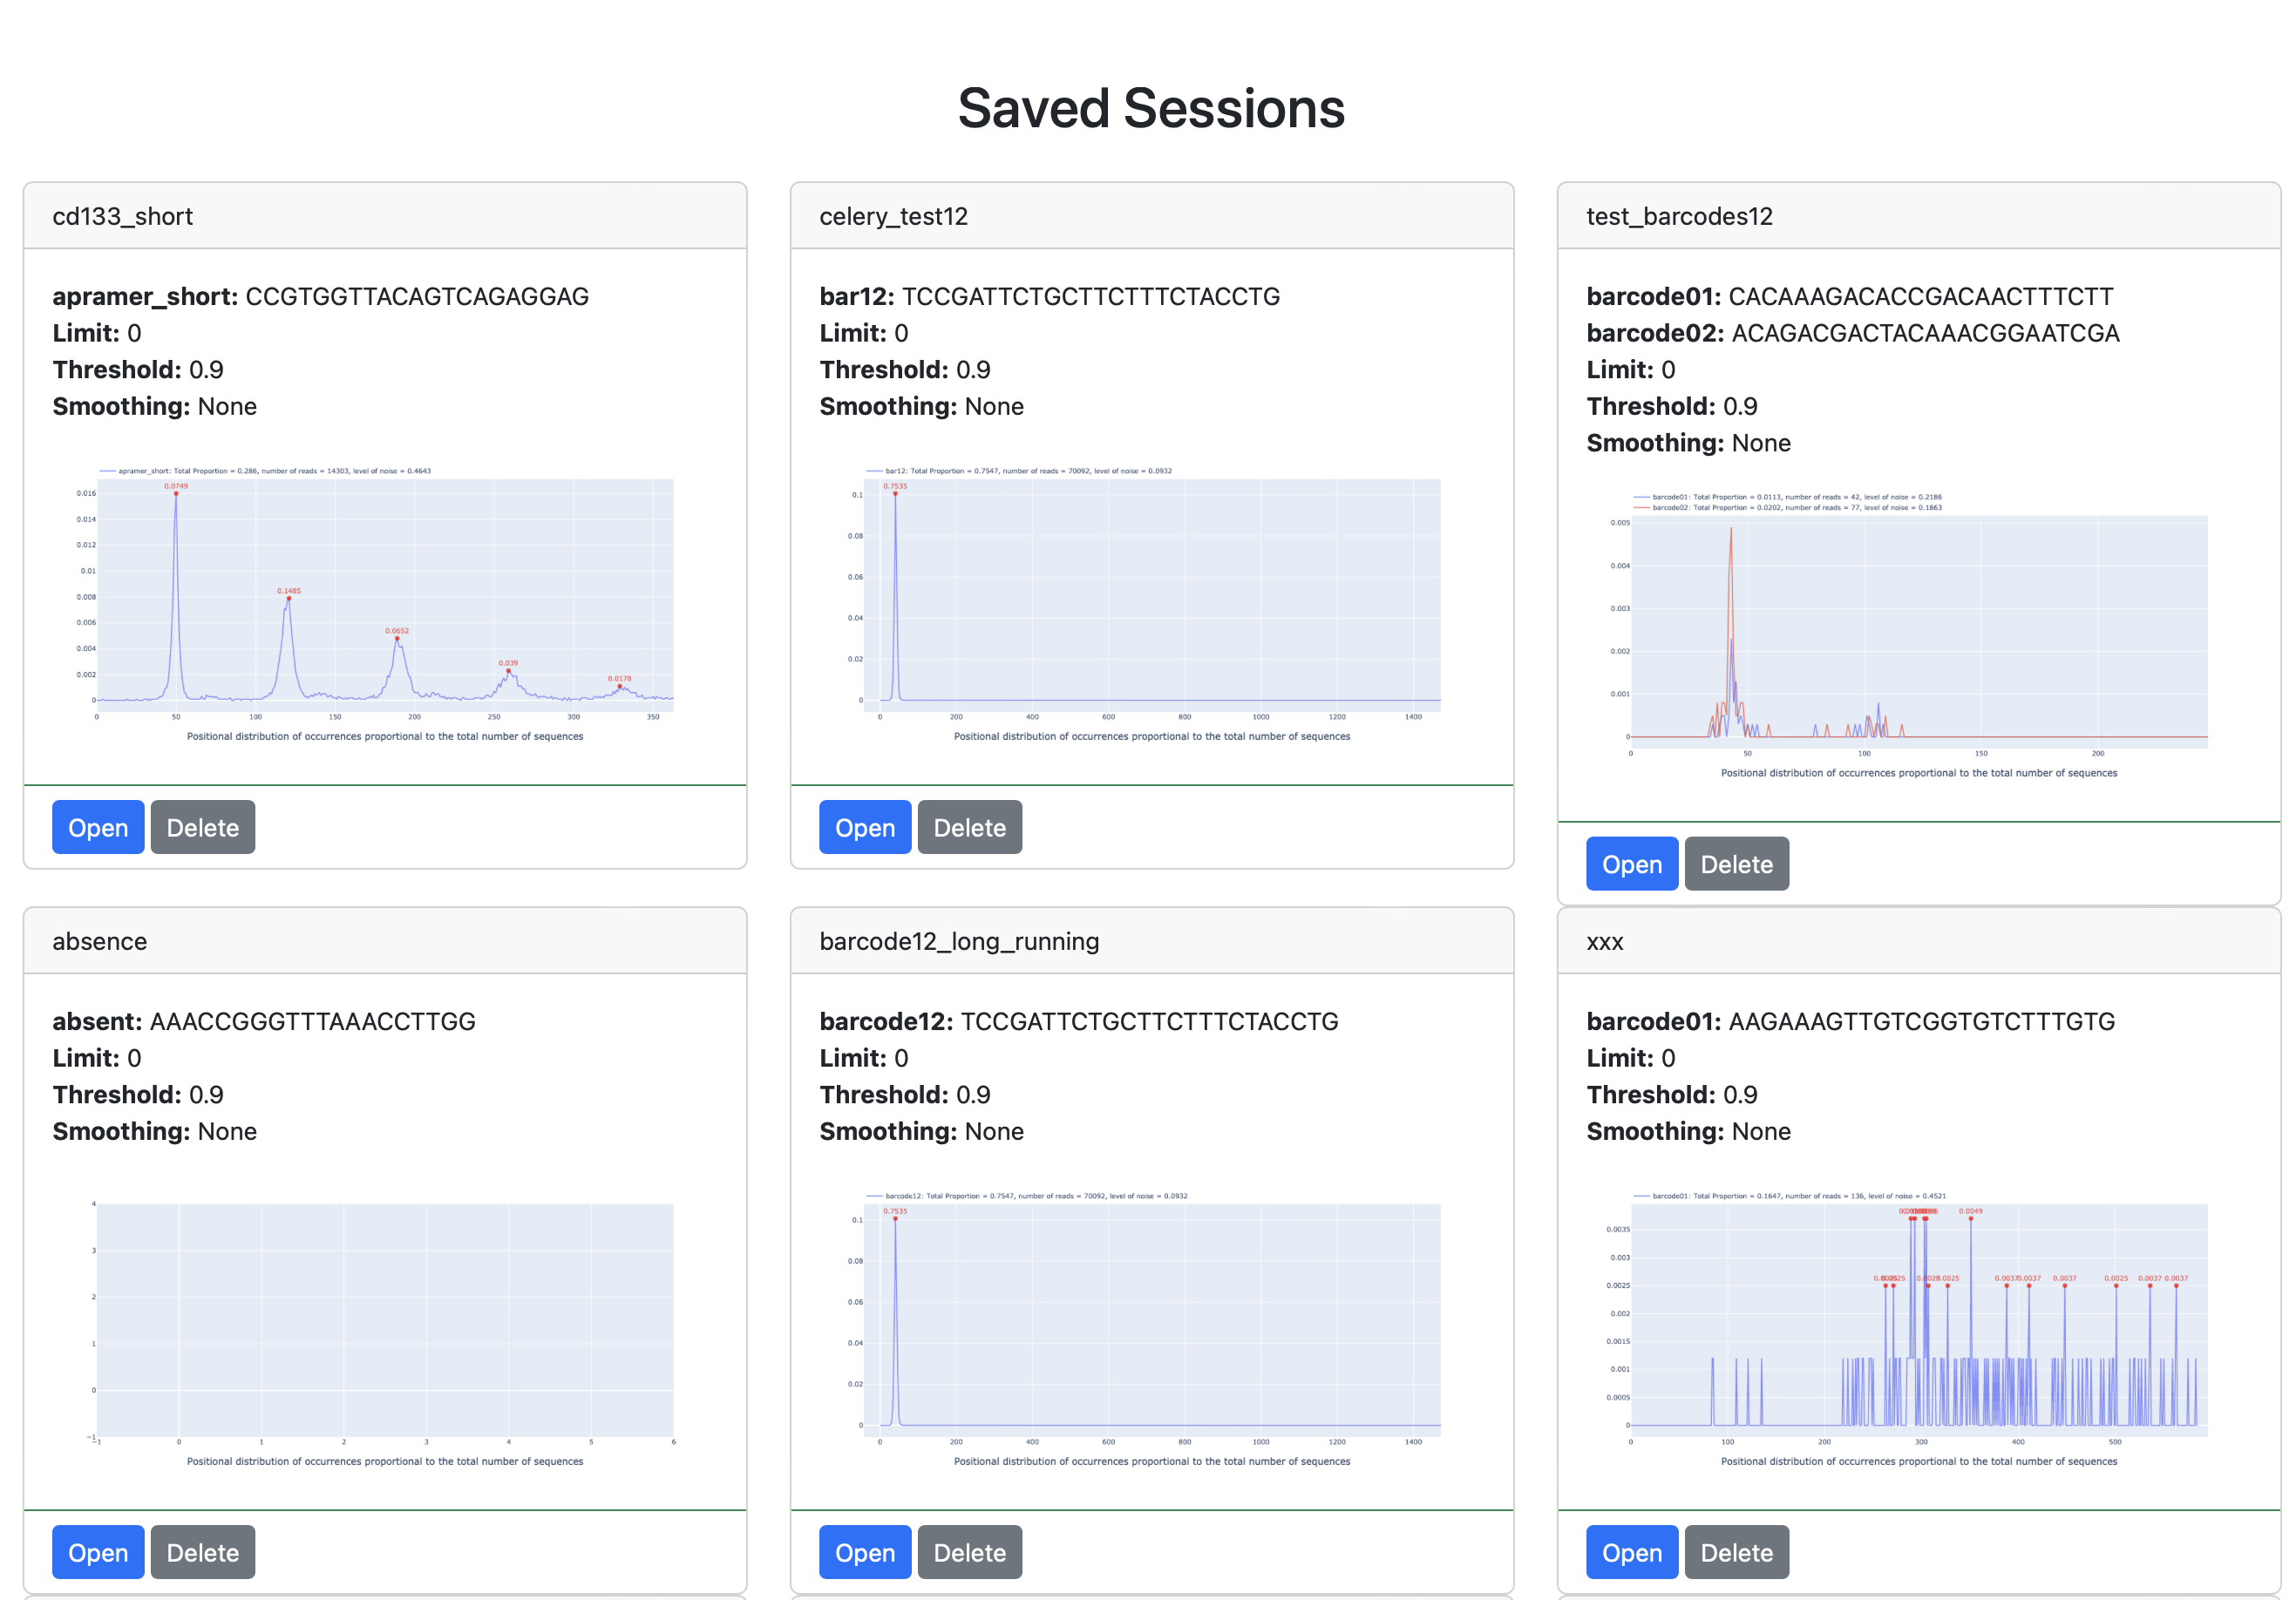 Saved Sessions
cd133_short
apramer_short: CCGTGGTTACAGTCAGAGGAG
Limit: 0
Threshold: 0.9
Smoothing: None
apramer_short: Total Proportion = 0.286, number of reads = 14303, level of noise = 0.4643
0.016
0.014
0.012
0.01
0.008
0.006
0.004
0.002
0
0.0749
0.1485
0.0652
0.039
0.0178
0 50 100 150 200 250 300 350
Positional distribution of occurrences proportional to the total number of sequences
Open Delete
celery_test12
bar12: TCCGATTCTGCTTCTTTCTACCTG
Limit: 0
Threshold: 0.9
Smoothing: None
bar12: Total Proportion = 0.7547, number of reads = 70092, level of noise = 0.0932
0.7535
0.1
0.08
0.06
0.04
0.02
0
0 200 400 600 800 1000 1200 1400
Positional distribution of occurrences proportional to the total number of sequences
Open Delete
test_barcodes12
barcode01: CACAAAGACACCGACAACTTTCTT
barcode02: ACAGACGACTACAAACGGAATCGA
Limit: 0
Threshold: 0.9
Smoothing: None
barcode01: Total Proportion = 0.0113, number of reads = 42, level of noise = 0.2186
barcode02: Total Proportion = 0.0202, number of reads = 77, level of noise = 0.1863
0.005
0.004
0.003
0.002
0.001
0
0 50 100 150 200
Positional distribution of occurrences proportional to the total number of sequences
Open Delete
absence
absent: AAACCGGGTTTAAACCTTGG
Limit: 0
Threshold: 0.9
Smoothing: None
4
3
2
1
0
−1
−1 0 1 2 3 4 5 6
Positional distribution of occurrences proportional to the total number of sequences
Open Delete
barcode12_long_running
barcode12: TCCGATTCTGCTTCTTTCTACCTG
Limit: 0
Threshold: 0.9
Smoothing: None
barcode12: Total Proportion = 0.7547, number of reads = 70092, level of noise = 0.0932
0.7535
0.1
0.08
0.06
0.04
0.02
0
0 200 400 600 800 1000 1200 1400
Positional distribution of occurrences proportional to the total number of sequences
Open Delete
xxx
barcode01: AAGAAAGTTGTCGGTGTCTTTGTG
Limit: 0
Threshold: 0.9
Smoothing: None
barcode01: Total Proportion = 0.1647, number of reads = 136, level of noise = 0.4521
0.0049
0.0025 0.0037 0.0037 0.0037 0.0025 0.0037 0.0037
0.0035
0.003
0.0025
0.002
0.0015
0.001
0.0005
0
0 100 200 300 400 500
Positional distribution of occurrences proportional to the total number of sequences
Open Delete